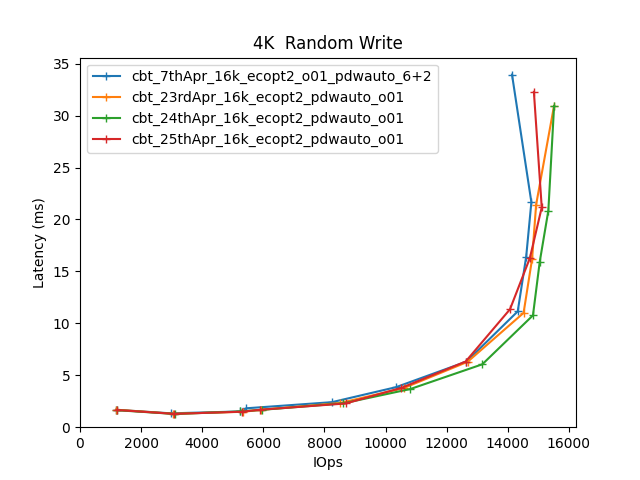 4K  Random Write
cbt_7thApr_16k_ecopt2_o01_pdwauto_6+2
cbt_23rdApr_16k_ecopt2_pdwauto_o01
cbt_24thApr_16k_ecopt2_pdwauto_o01
cbt_25thApr_16k_ecopt2_pdwauto_o01
35
30
25
20
15
10
5
0
Latency (ms)
0 2000 4000 6000 8000 10000 12000 14000 16000
IOps